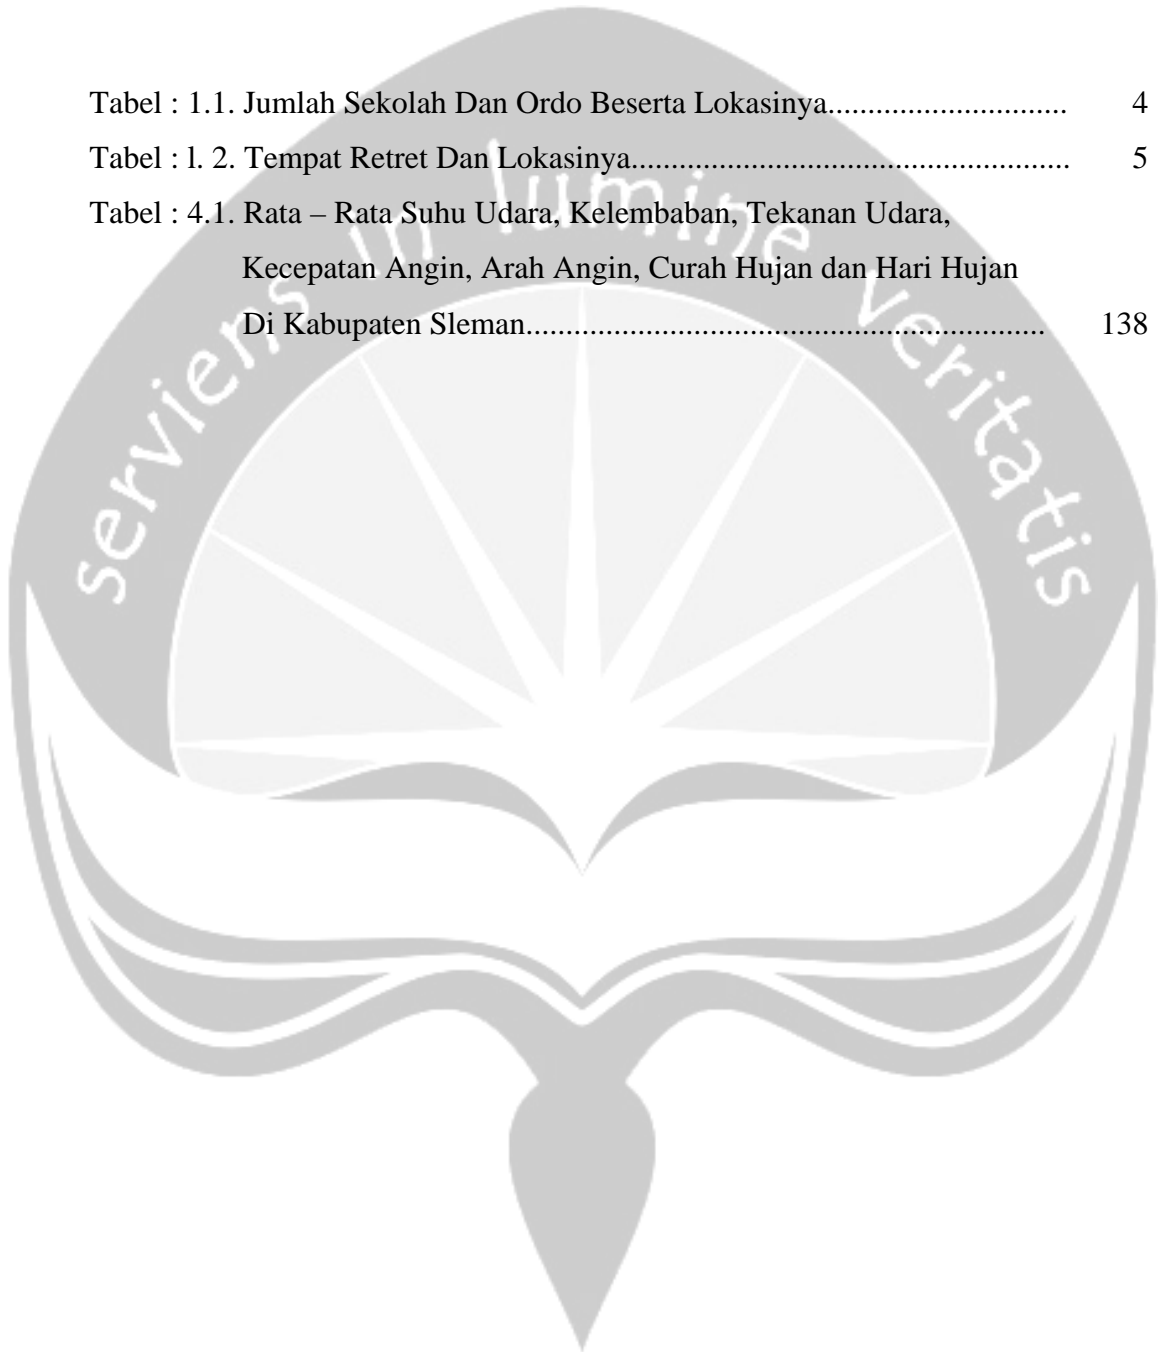 Tabel : 1.1. Jumlah Sekolah Dan Ordo Beserta Lokasinya............................. 4
Tabel : l. 2. Tempat Retret Dan Lokasinya..................................................... 5
Tabel : 4.1. Rata – Rata Suhu Udara, Kelembaban, Tekanan Udara,
Kecepatan Angin, Arah Angin, Curah Hujan dan Hari Hujan
Di Kabupaten Sleman.............................................................. 138
serviens in lumine veritatis